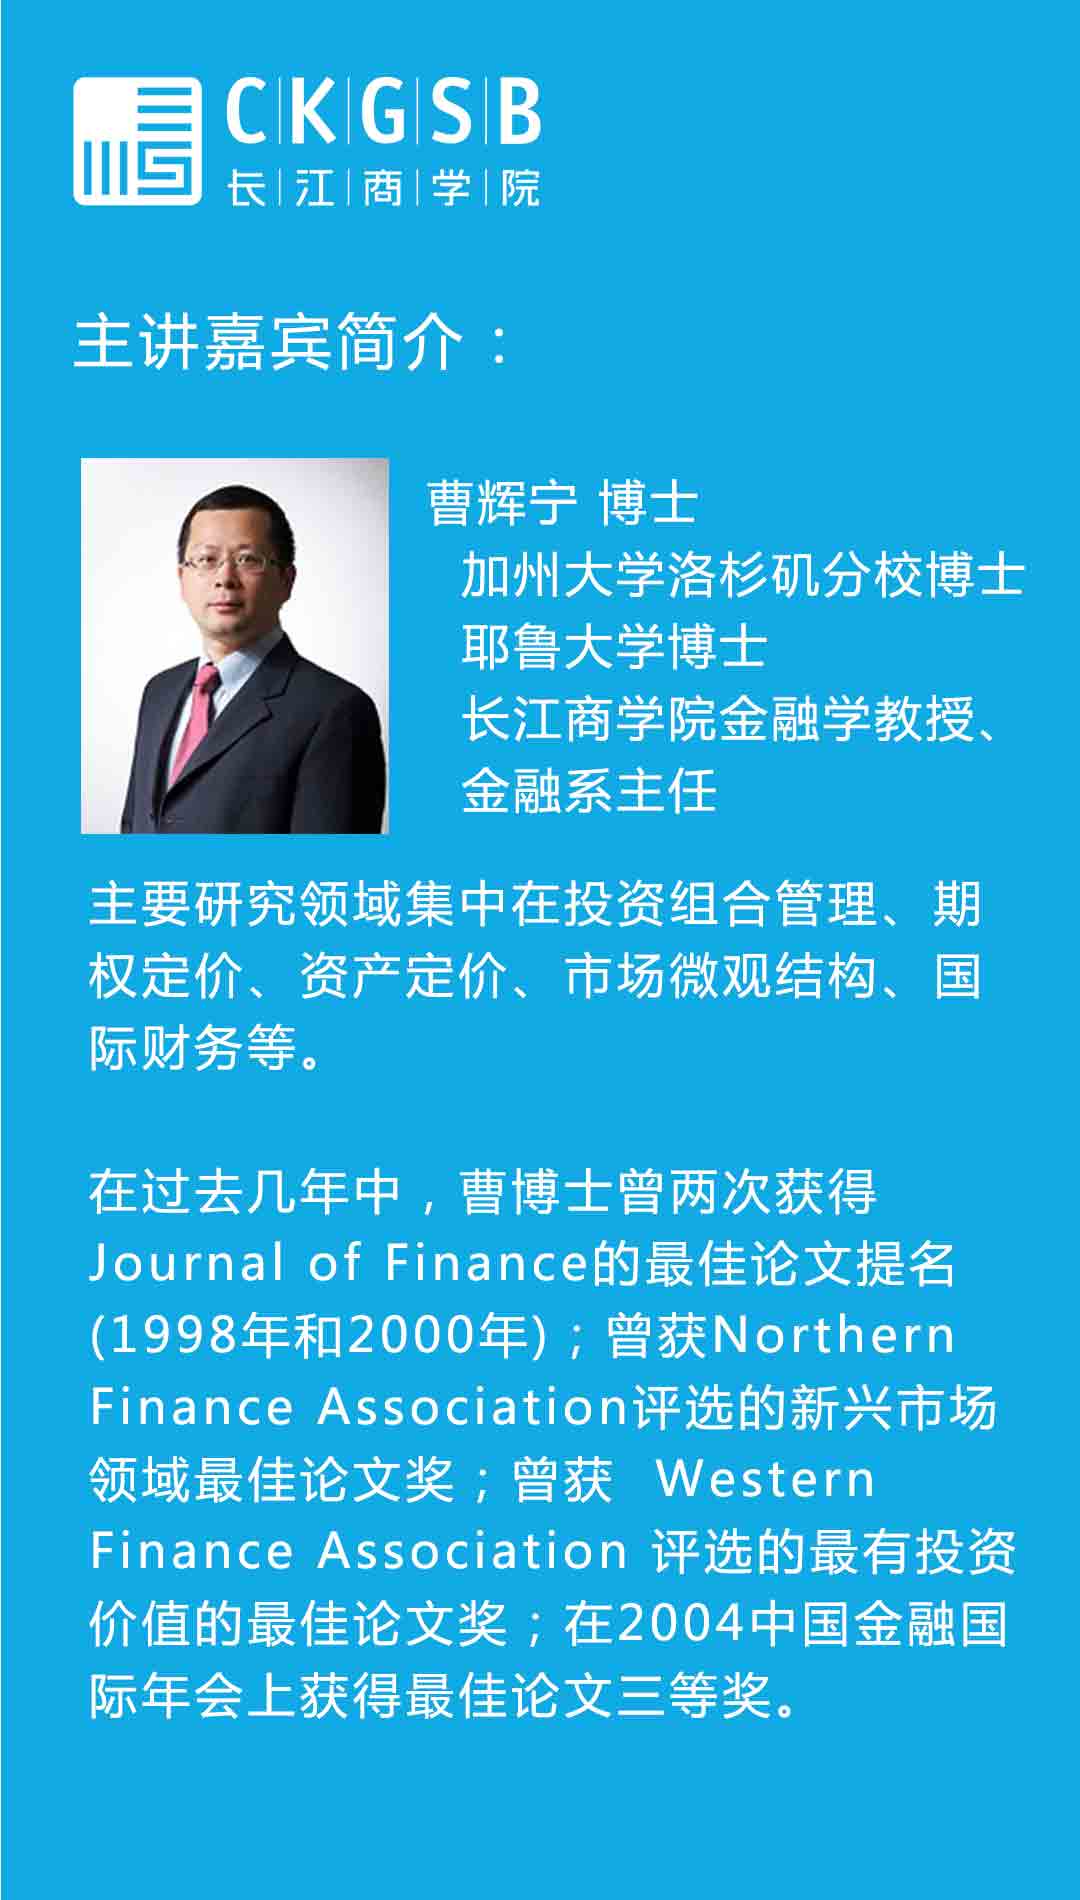 CKGSB
长江商学院
主讲嘉宾简介：
曹辉宁 博士
加州大学洛杉矶分校博士
耶鲁大学博士
长江商学院金融学教授、
金融系主任
主要研究领域集中在投资组合管理、期
权定价、资产定价、市场微观结构、国
际财务等。
在过去几年中，曹博士曾两次获得
Journal of Finance的最佳论文提名
(1998年和2000年)；曾获Northern
Finance Association评选的新兴市场
领域最佳论文奖；曾获 Western
Finance Association 评选的最有投资
价值的最佳论文奖；在2004中国金融国
际年会上获得最佳论文三等奖。